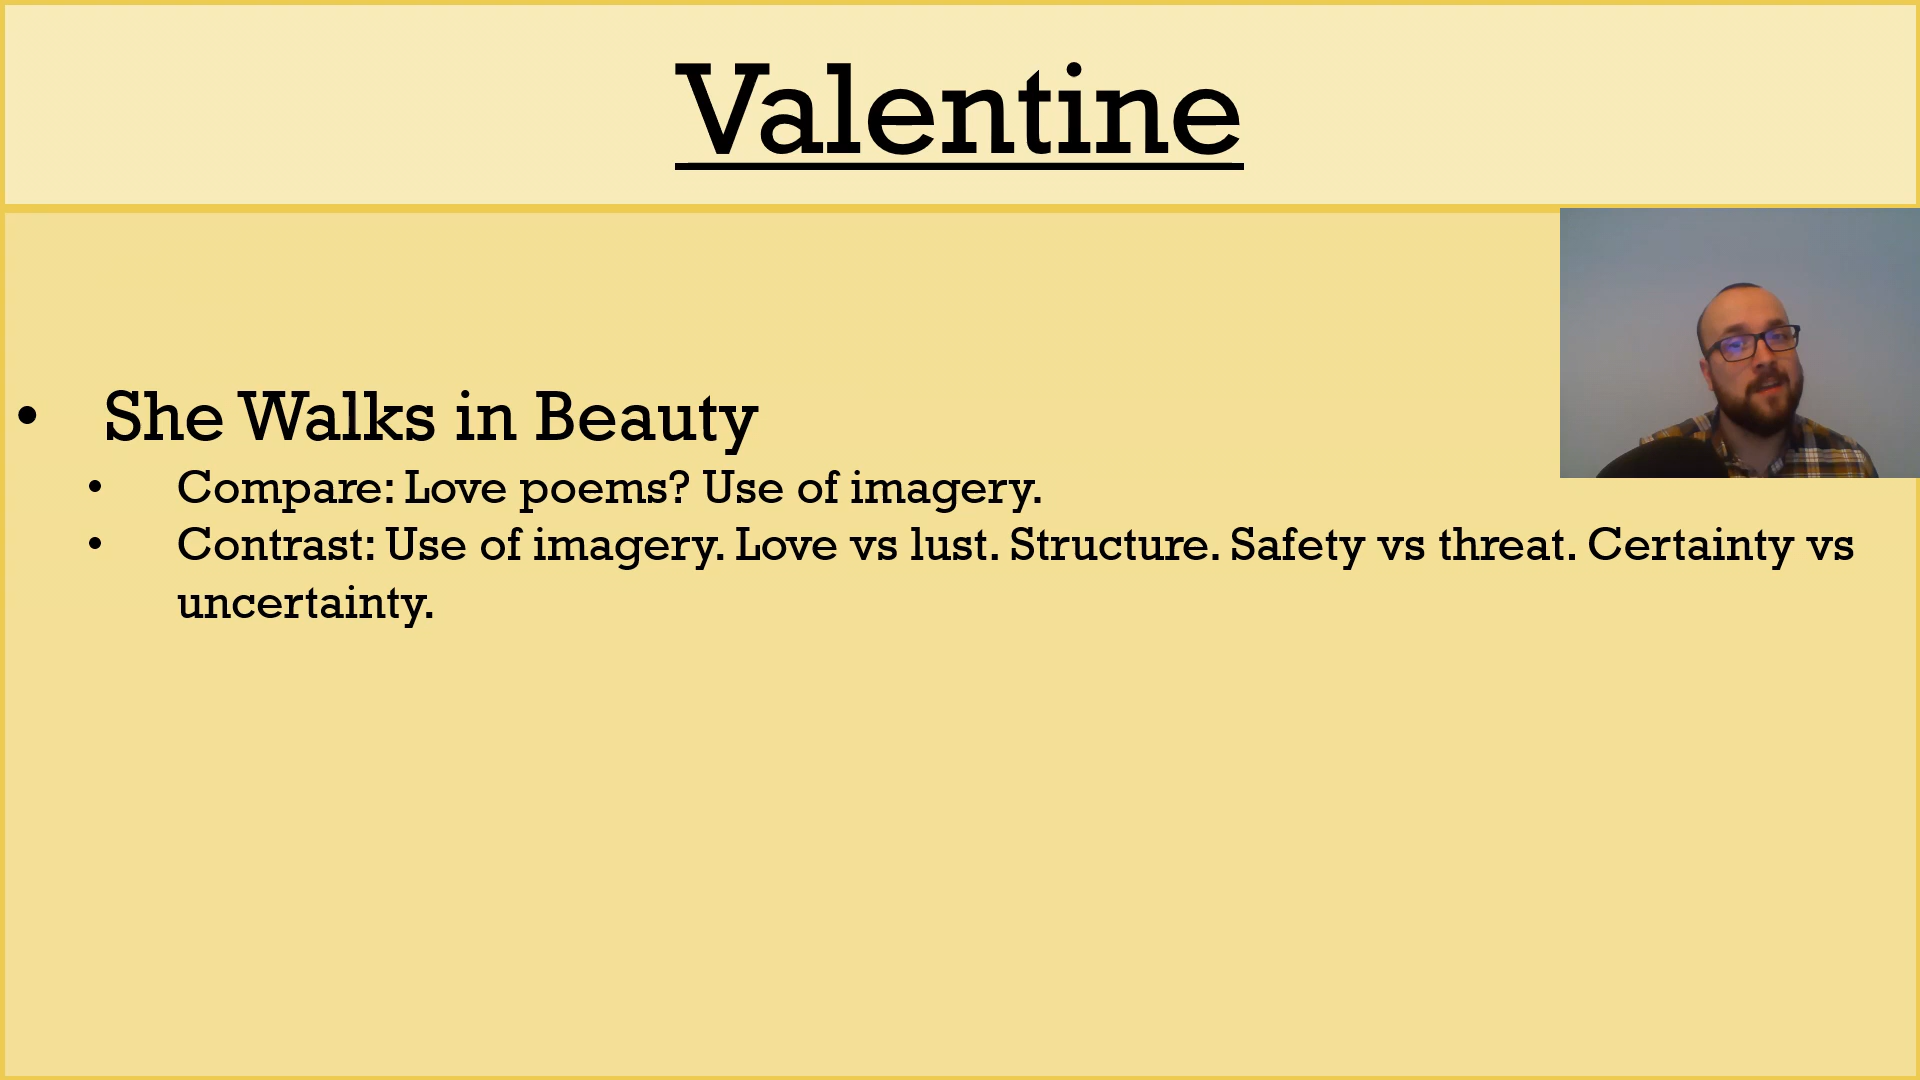 Valentine
• She Walks in Beauty
• Compare: Love poems? Use of imagery.
• Contrast: Use of imagery. Love vs lust. Structure. Safety vs threat. Certainty vs
uncertainty.